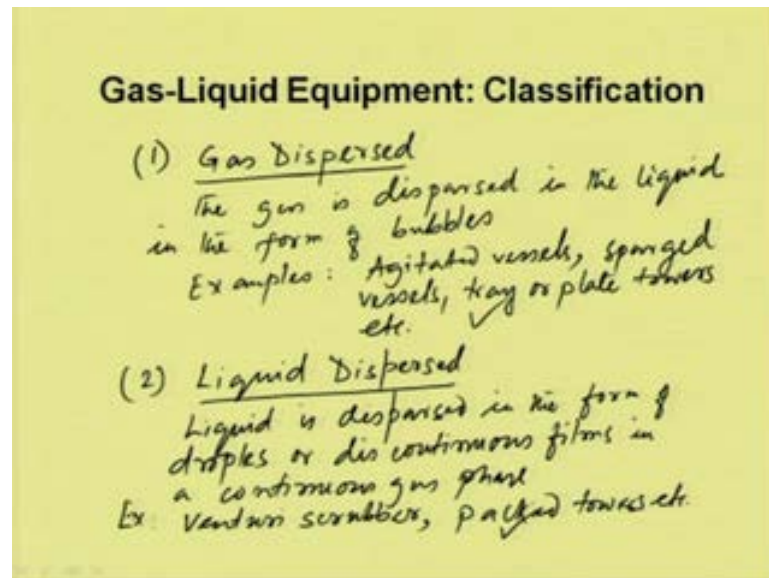 Gas-Liquid Equipment: Classification
(1) Gas Dispersed
The gas is dispersed in the liquid
in the form of bubbles
Examples: Agitated vessels, sparged
vessels, tray or plate towers
etc.
(2) Liquid Dispersed
Liquid is dispersed in the form of
droples or discontinuous films in
a continuous gas phase
Ex: Venturi scrubber, packed towers etc.